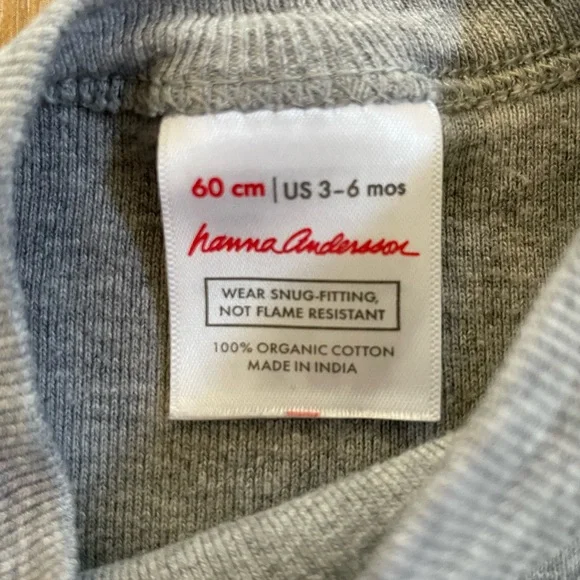 60 cm | US 3-6 mos
hanna Andersson
WEAR SNUG-FITTING,
NOT FLAME RESISTANT
100% ORGANIC COTTON
MADE IN INDIA